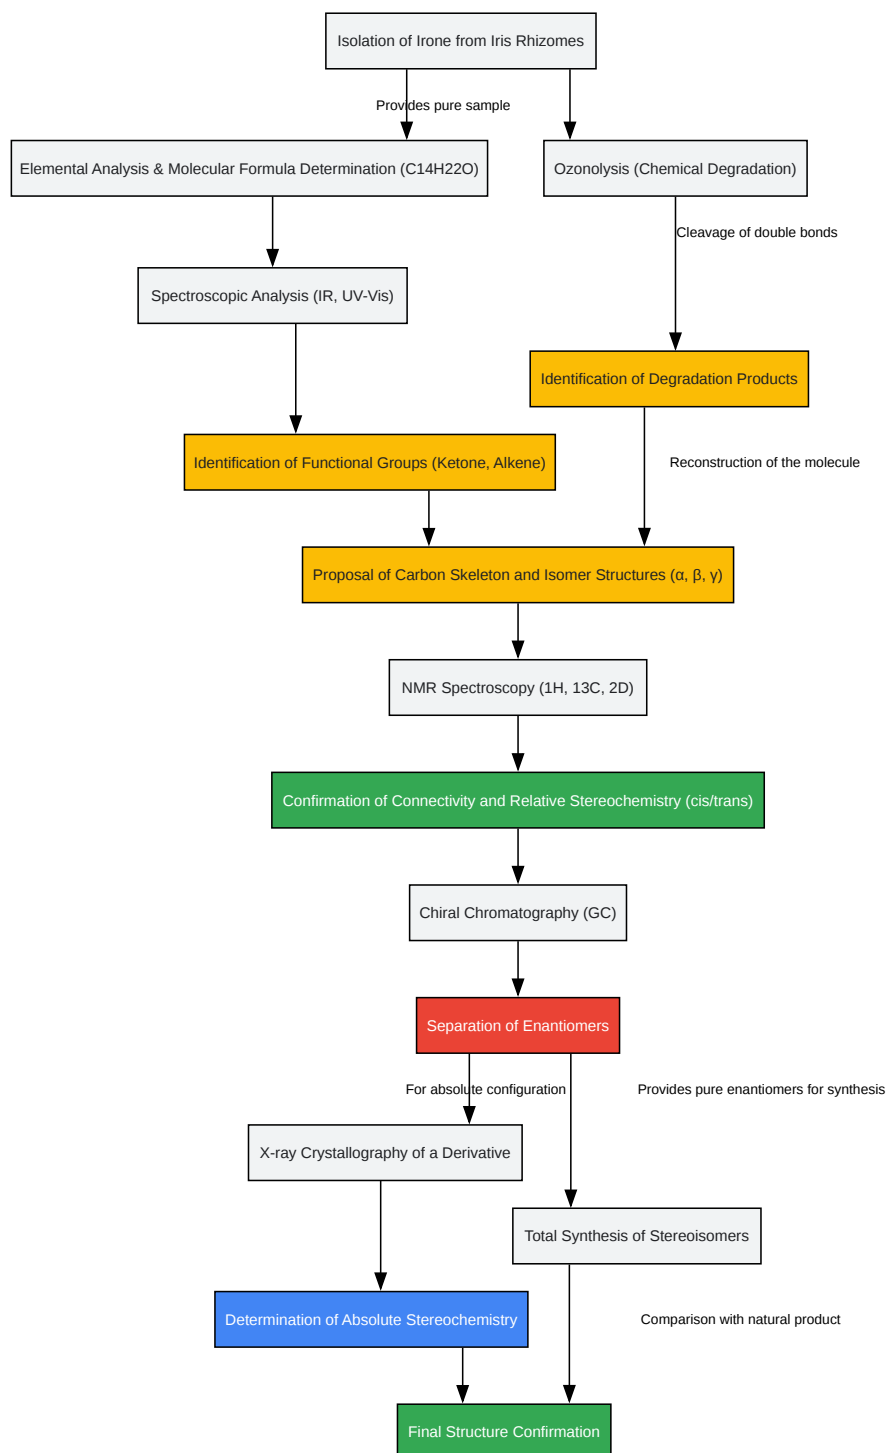 Isolation of Irone from Iris Rhizomes
Provides pure sample
Elemental Analysis & Molecular Formula Determination (C14H22O)
Ozonolysis (Chemical Degradation)
Cleavage of double bonds
Spectroscopic Analysis (IR, UV-Vis)
Identification of Degradation Products
Identification of Functional Groups (Ketone, Alkene)
Reconstruction of the molecule
Proposal of Carbon Skeleton and Isomer Structures (α, β, γ)
NMR Spectroscopy (1H, 13C, 2D)
Confirmation of Connectivity and Relative Stereochemistry (cis/trans)
Chiral Chromatography (GC)
Separation of Enantiomers
For absolute configuration
Provides pure enantiomers for synthesis
X-ray Crystallography of a Derivative
Total Synthesis of Stereoisomers
Determination of Absolute Stereochemistry
Comparison with natural product
Final Structure Confirmation